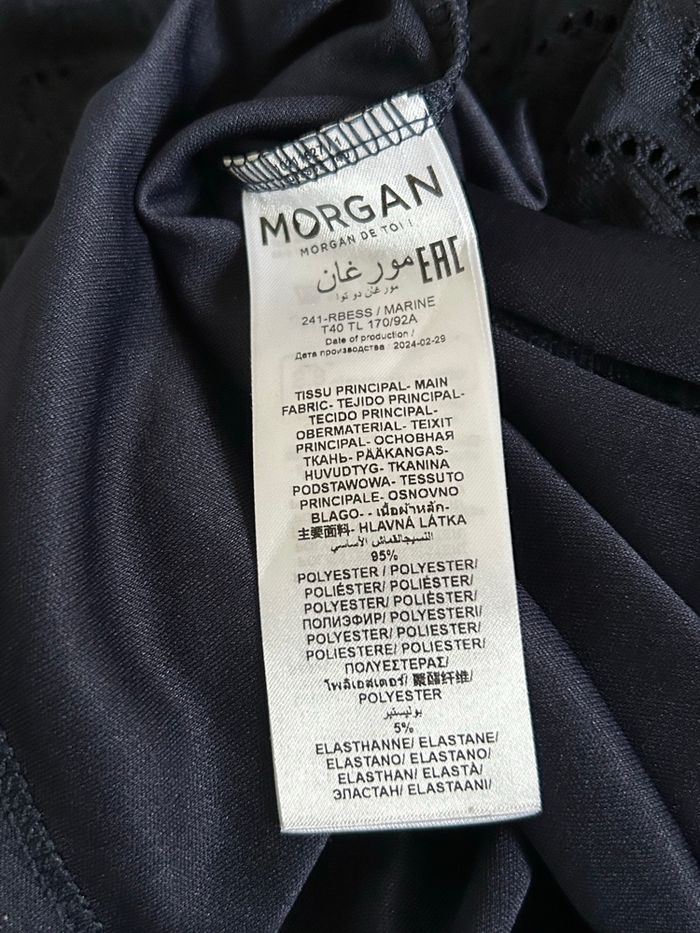 MORGAN
MORGAN DE TOI !
مورغان
مورغان دو توا
EAC
241-RBESS / MARINE
T40 TL 170/92A
Date of production /
Дата производства : 2024-02-29
TISSU PRINCIPAL- MAIN
FABRIC- TEJIDO PRINCIPAL-
TECIDO PRINCIPAL-
OBERMATERIAL- TEIXIT
PRINCIPAL- ОСНОВНАЯ
ТКАНЬ- PÄÄKANGAS-
HUVUDTYG- TKANINA
PODSTAWOWA- TESSUTO
PRINCIPALE- OSNOVNO
BLAGO- - เนื้อผ้าหลัก-
主要面料- HLAVNÁ LÁTKA
النسيجالقماش الأساسي
95%
POLYESTER / POLYESTER/
POLIÉSTER/ POLIÉSTER/
POLYESTER/ POLIÈSTER/
ПОЛИЭФИР/ POLYESTERI/
POLYESTER/ POLIESTER/
POLIESTERE/ POLIESTER/
ΠΟΛΥΕΣΤΕΡΑΣ/
โพลีเอสเตอร์/ 聚酯纤维/
POLYESTER
بوليستير
5%
ELASTHANNE/ ELASTANE/
ELASTANO/ ELASTANO/
ELASTHAN/ ELASTÀ/
ЭЛАСТАН/ ELASTAANI/